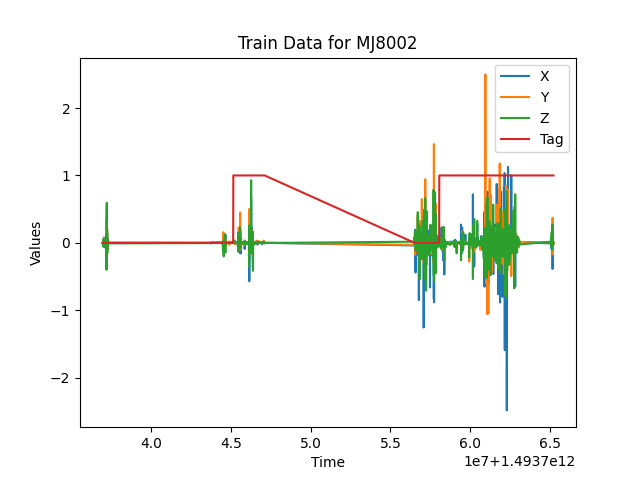 Train Data for MJ8002
X
Y
Z
Tag
2
1
0
−1
−2
Values
4.0 4.5 5.0 5.5 6.0 6.5
Time
1e7+1.4937e12